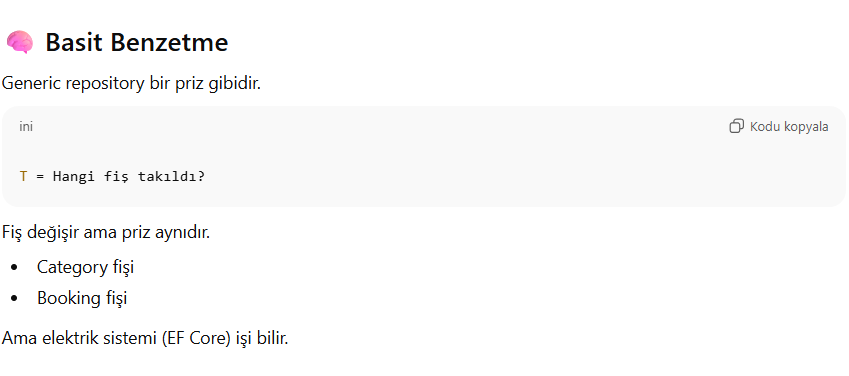 Basit Benzetme
Generic repository bir priz gibidir.
ini
Kodu kopyala
T = Hangi fiş takıldı?
Fiş değişir ama priz aynıdır.
Category fişi
Booking fişi
Ama elektrik sistemi (EF Core) işi bilir.